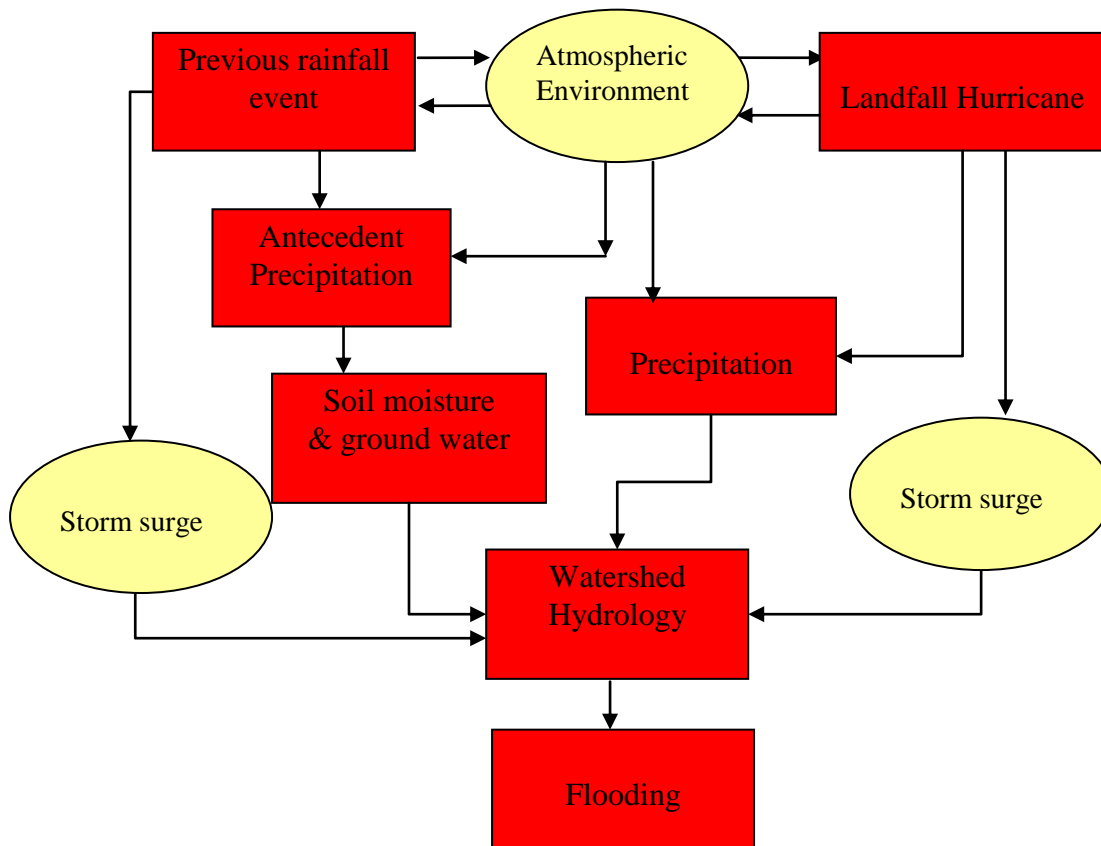 Previous rainfall
event
Atmospheric
Environment
Landfall Hurricane
Antecedent
Precipitation
Precipitation
Soil moisture
& ground water
Storm surge
Storm surge
Watershed
Hydrology
Flooding